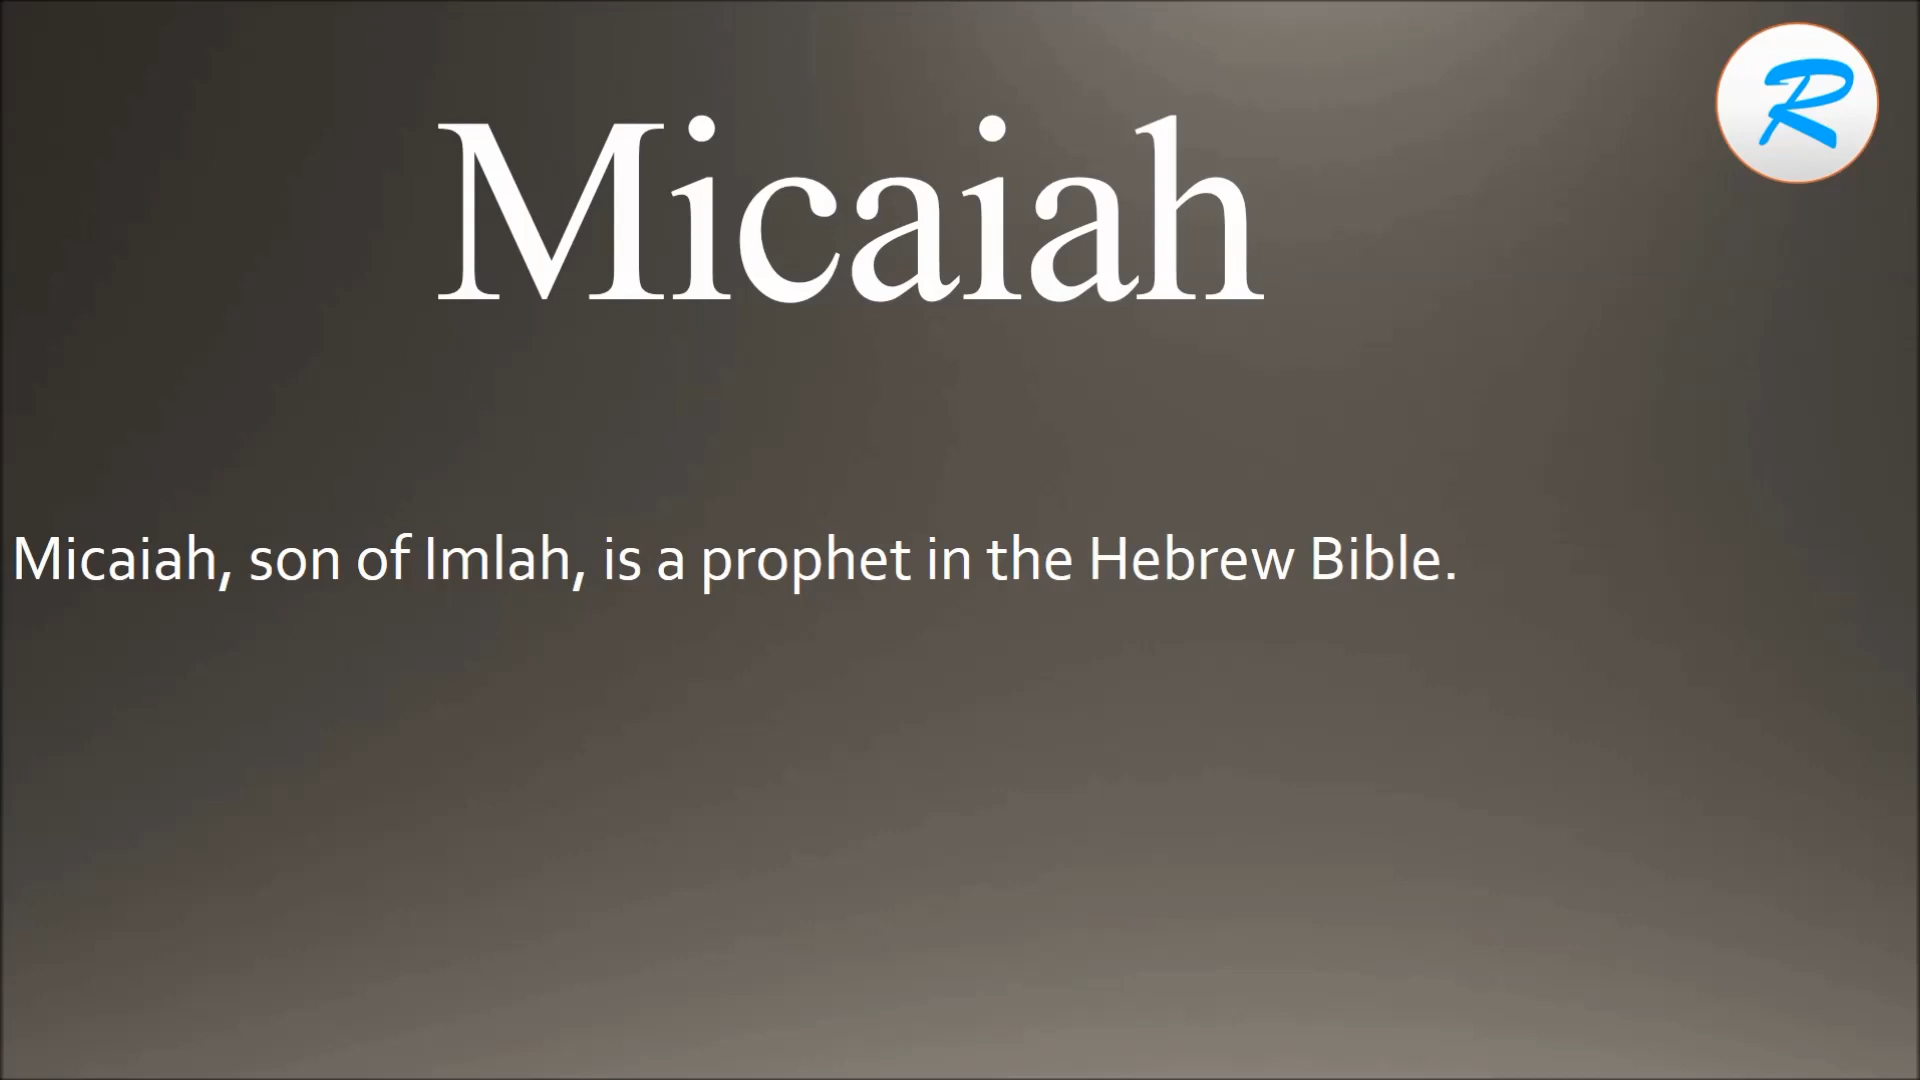 R
Micaiah
Micaiah, son of Imlah, is a prophet in the Hebrew Bible.